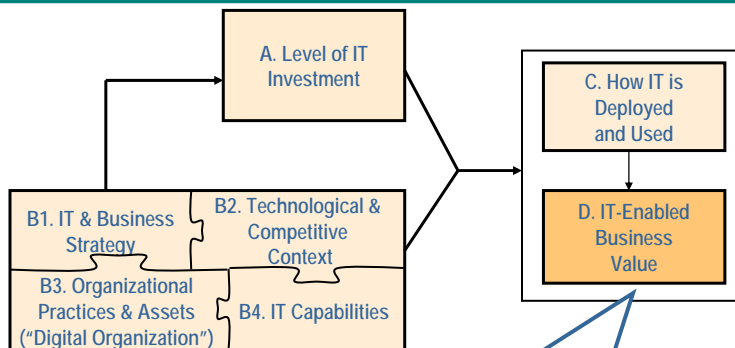 A. Level of IT
Investment
C. How IT is
Deployed
and Used
B1. IT & Business
Strategy
B2. Technological &
Competitive
Context
D. IT-Enabled
Business
Value
B3. Organizational
Practices & Assets
(“Digital Organization”)
B4. IT Capabilities